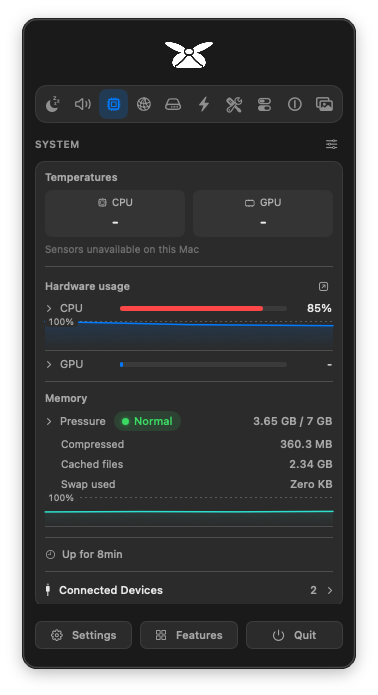 SYSTEM
Temperatures
CPU GPU
- -
Sensors unavailable on this Mac
Hardware usage
CPU 85%
100%
GPU -
Memory
Pressure Normal 3.65 GB / 7 GB
Compressed 360.3 MB
Cached files 2.34 GB
Swap used Zero KB
100%
Up for 8min
Connected Devices 2
Settings Features Quit